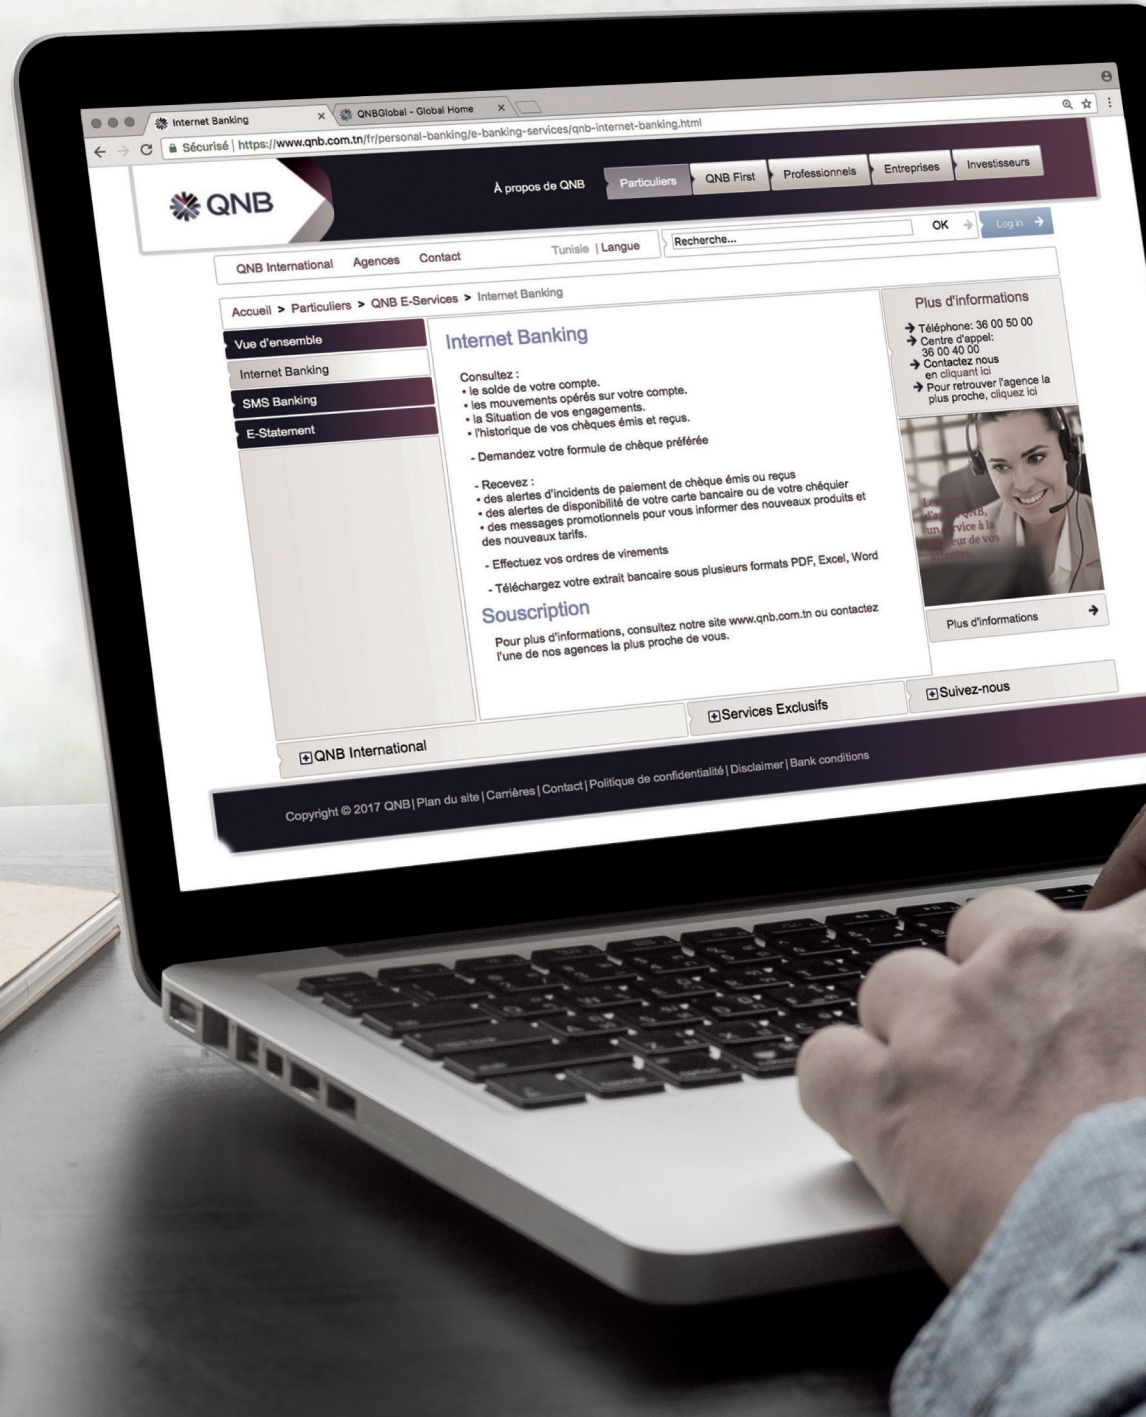 Internet Banking
QNBGlobal - Global Home
Sécurisé | https://www.qnb.com.tn/fr/personal-banking/e-banking-services/qnb-internet-banking.html
QNB
À propos de QNB
Particuliers
QNB First
Professionnels
Entreprises
Investisseurs
QNB International
Agences
Contact
Tunisie | Langue
Recherche...
OK
Log in
Accueil > Particuliers > QNB E-Services > Internet Banking
Vue d'ensemble
Internet Banking
SMS Banking
E-Statement
Internet Banking
Consultez :
• le solde de votre compte.
• les mouvements opérés sur votre compte.
• la Situation de vos engagements.
• l'historique de vos chèques émis et reçus.
- Demandez votre formule de chèque préférée
- Recevez :
• des alertes d'incidents de paiement de chèque émis ou reçus
• des alertes de disponibilité de votre carte bancaire ou de votre chéquier
• des messages promotionnels pour vous informer des nouveaux produits et
des nouveaux tarifs.
- Effectuez vos ordres de virements
- Téléchargez votre extrait bancaire sous plusieurs formats PDF, Excel, Word
Souscription
Pour plus d'informations, consultez notre site www.qnb.com.tn ou contactez
l'une de nos agences la plus proche de vous.
Plus d'informations
Téléphone: 36 00 50 00
Centre d'appel:
36 00 40 00
Contactez nous
en cliquant ici
Pour retrouver l'agence la
plus proche, cliquez ici
QNB,
à la
de vos
Plus d'informations
QNB International
Services Exclusifs
Suivez-nous
Copyright © 2017 QNB | Plan du site | Carrières | Contact | Politique de confidentialité | Disclaimer | Bank conditions